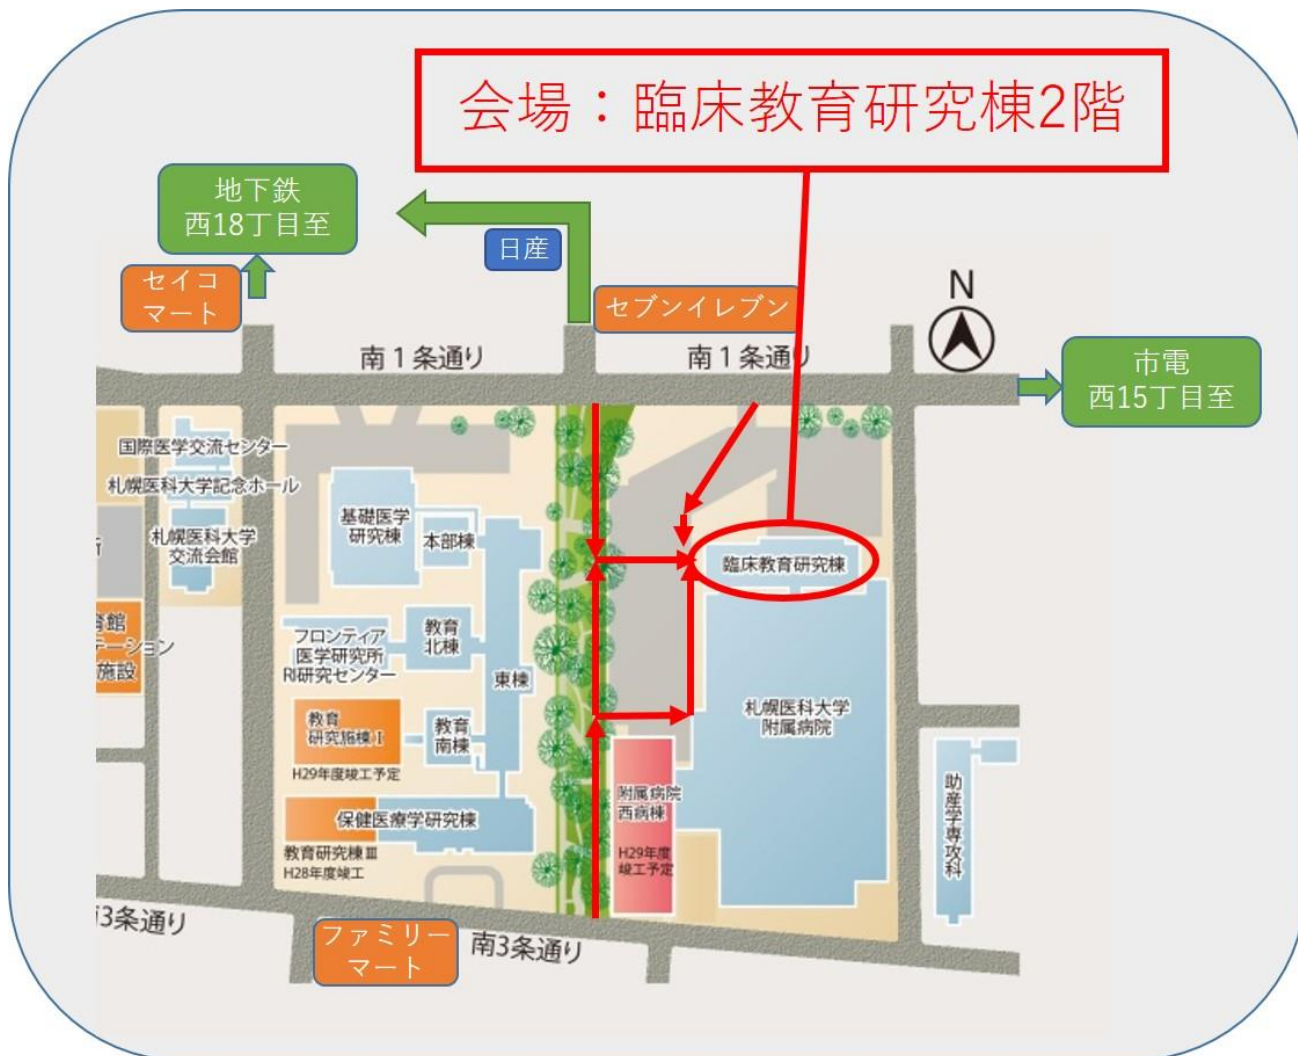 会場：臨床教育研究棟2階
地下鉄
西18丁目至
日産
セイコ
マート
セブンイレブン
N
南1条通り
南1条通り
市電
西15丁目至
国際医学交流センター
札幌医科大学記念ホール
札幌医科大学
交流会館
基礎医学
研究棟
本部棟
臨床教育研究棟
所
育館
テーション
施設
フロンティア
医学研究所
RI研究センター
教育
北棟
東棟
札幌医科大学
附属病院
教育
研究施棟Ⅰ
H29年度竣工予定
教育
南棟
附属病院
西病棟
H29年度
竣工予定
助産学専攻科
保健医療学研究棟
教育研究棟Ⅲ
H28年度竣工
南3条通り
ファミリー
マート
南3条通り